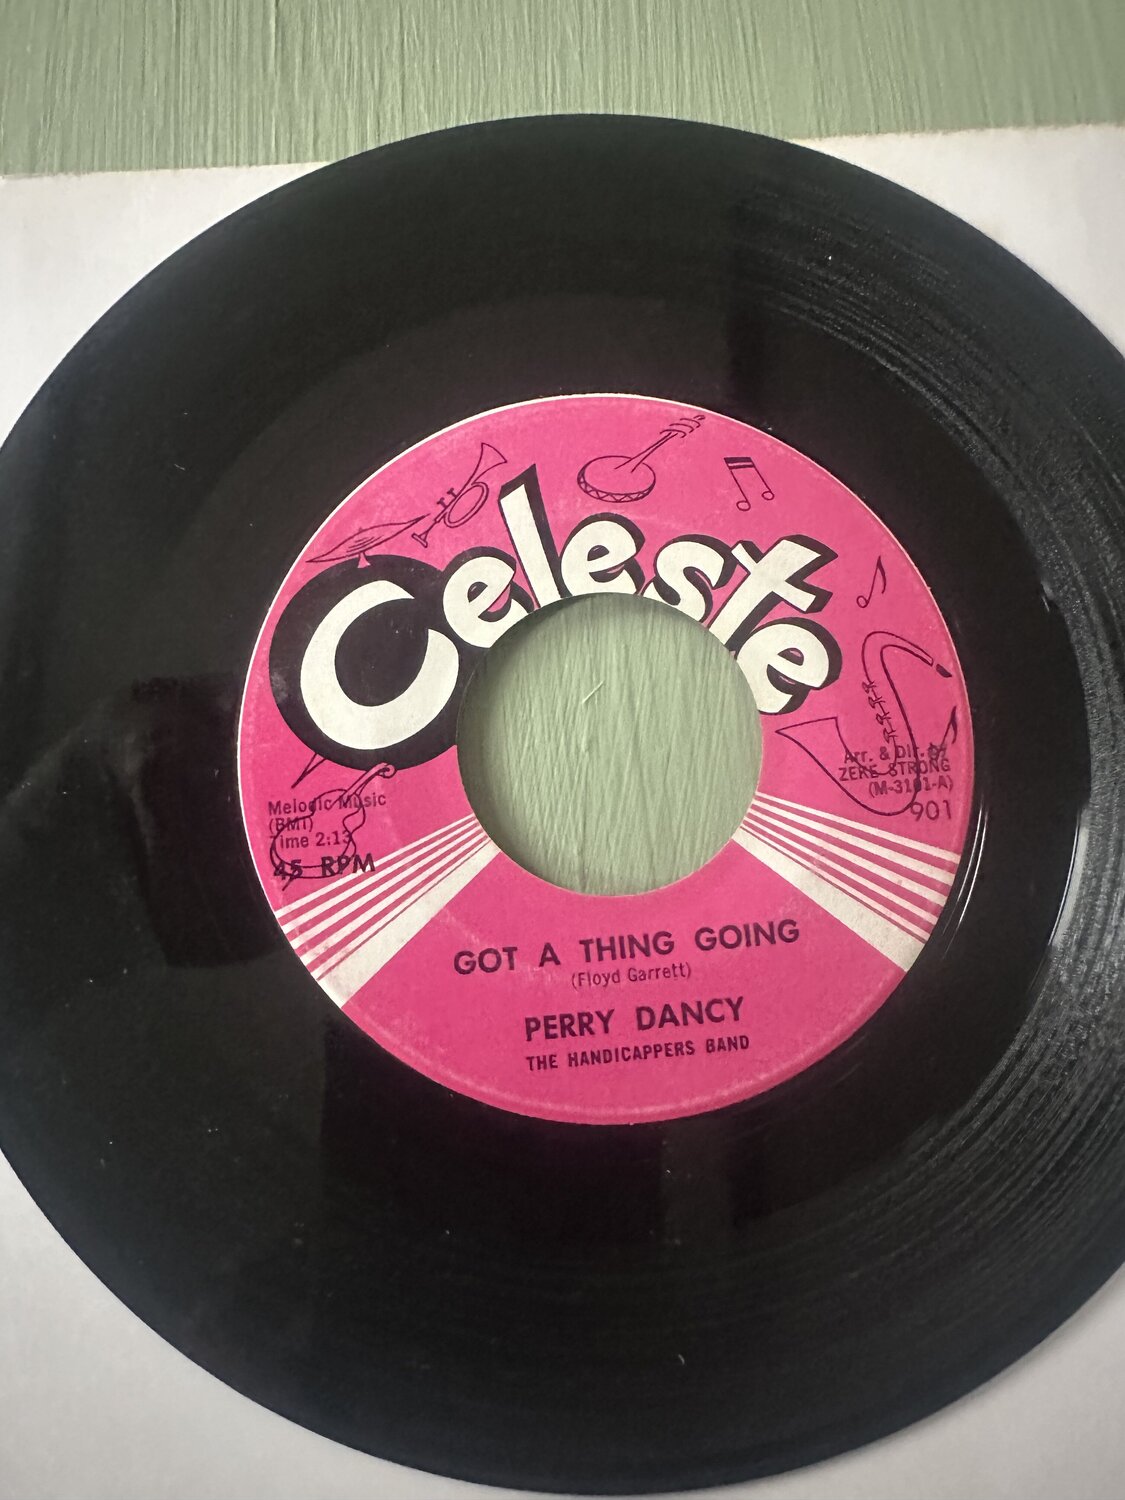 Celeste
Melodic Music
(BMI)
Time 2:13
45 RPM
Arr. & Dir. By
ZEKE STRONG
(M-3101-A)
901
GOT A THING GOING
(Floyd Garrett)
PERRY DANCY
THE HANDICAPPERS BAND